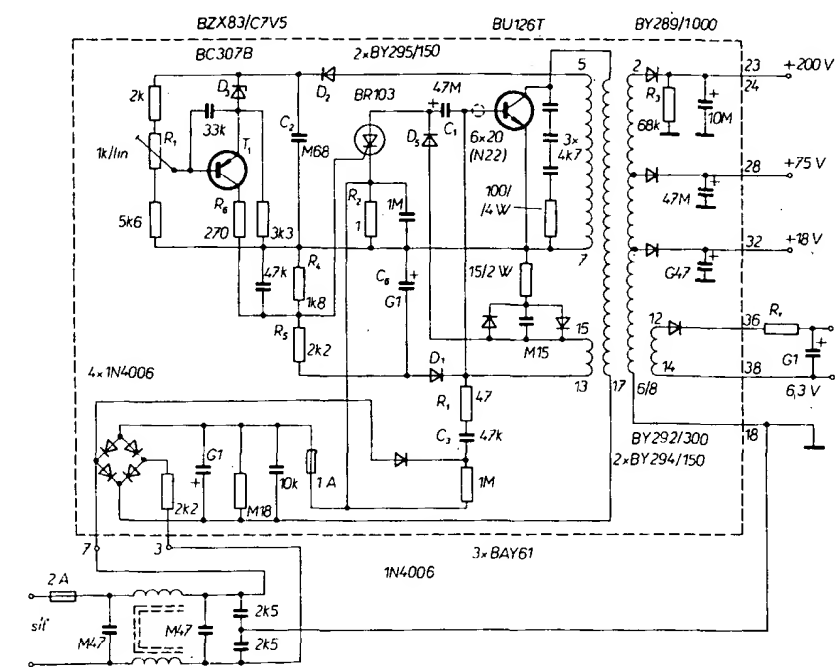 BZX83/C7V5
BU126T
BY289/1000
BC307B
2×BY295/150
BR103
2k
D3
D2
47M
C1
5
2
23
24
+200 V
R3
68k
10M
33k
C2
M68
D5
6×20
(N22)
3×
4k7
1k/lin
R1
T1
28
+75 V
47M
R2
1
1M
100/
/4 W
5k6
R6
270
3k3
7
32
+18 V
47k
R4
1k8
C6
G1
15/2 W
G47
R5
2k2
M15
15
12
36
R,
G1
D1
13
14
38
6,3 V
4×1N4006
R1
47
17
6/8
C3
47k
18
BY292/300
2×BY294/150
G1
2k2
M18
10k
1 A
1M
7
3
3×BAY61
1N4006
2 A
síť
M47
M47
2k5
2k5